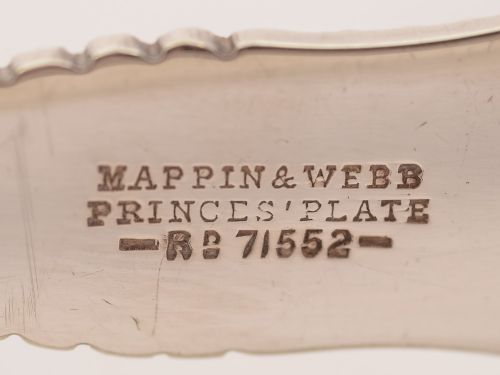 MAPPIN & WEBB
PRINCES' PLATE
— RD 71552 —